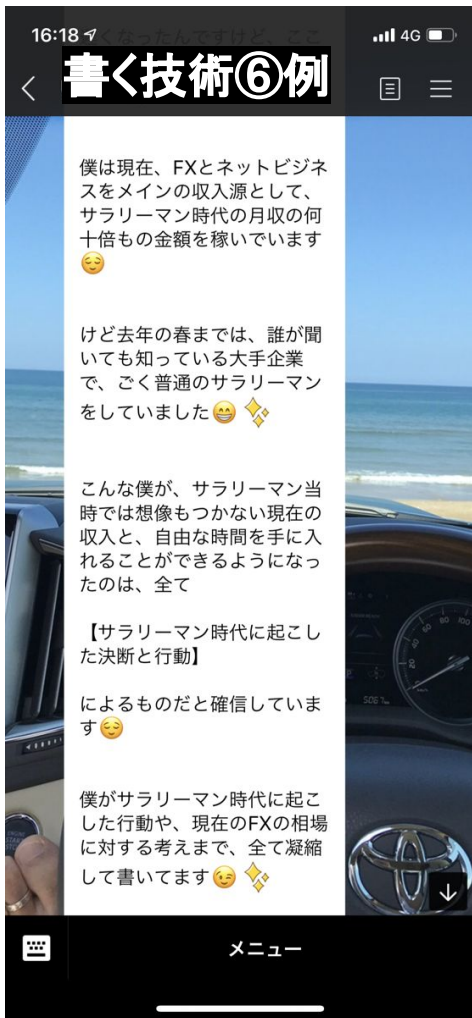 16:18
4G
書く技術⑥例
僕は現在、FXとネットビジネ
スをメインの収入源として、
サラリーマン時代の月収の何
十倍もの金額を稼いでいます
😌
けど去年の春までは、誰が聞
いても知っている大手企業
で、ごく普通のサラリーマン
をしていました😁✨
こんな僕が、サラリーマン当
時では想像もつかない現在の
収入と、自由な時間を手に入
れることができるようになっ
たのは、全て
【サラリーマン時代に起こし
た決断と行動】
によるものだと確信していま
す😌
僕がサラリーマン時代に起こ
した行動や、現在のFXの相場
に対する考えまで、全て凝縮
して書いてます😉✨
メニュー